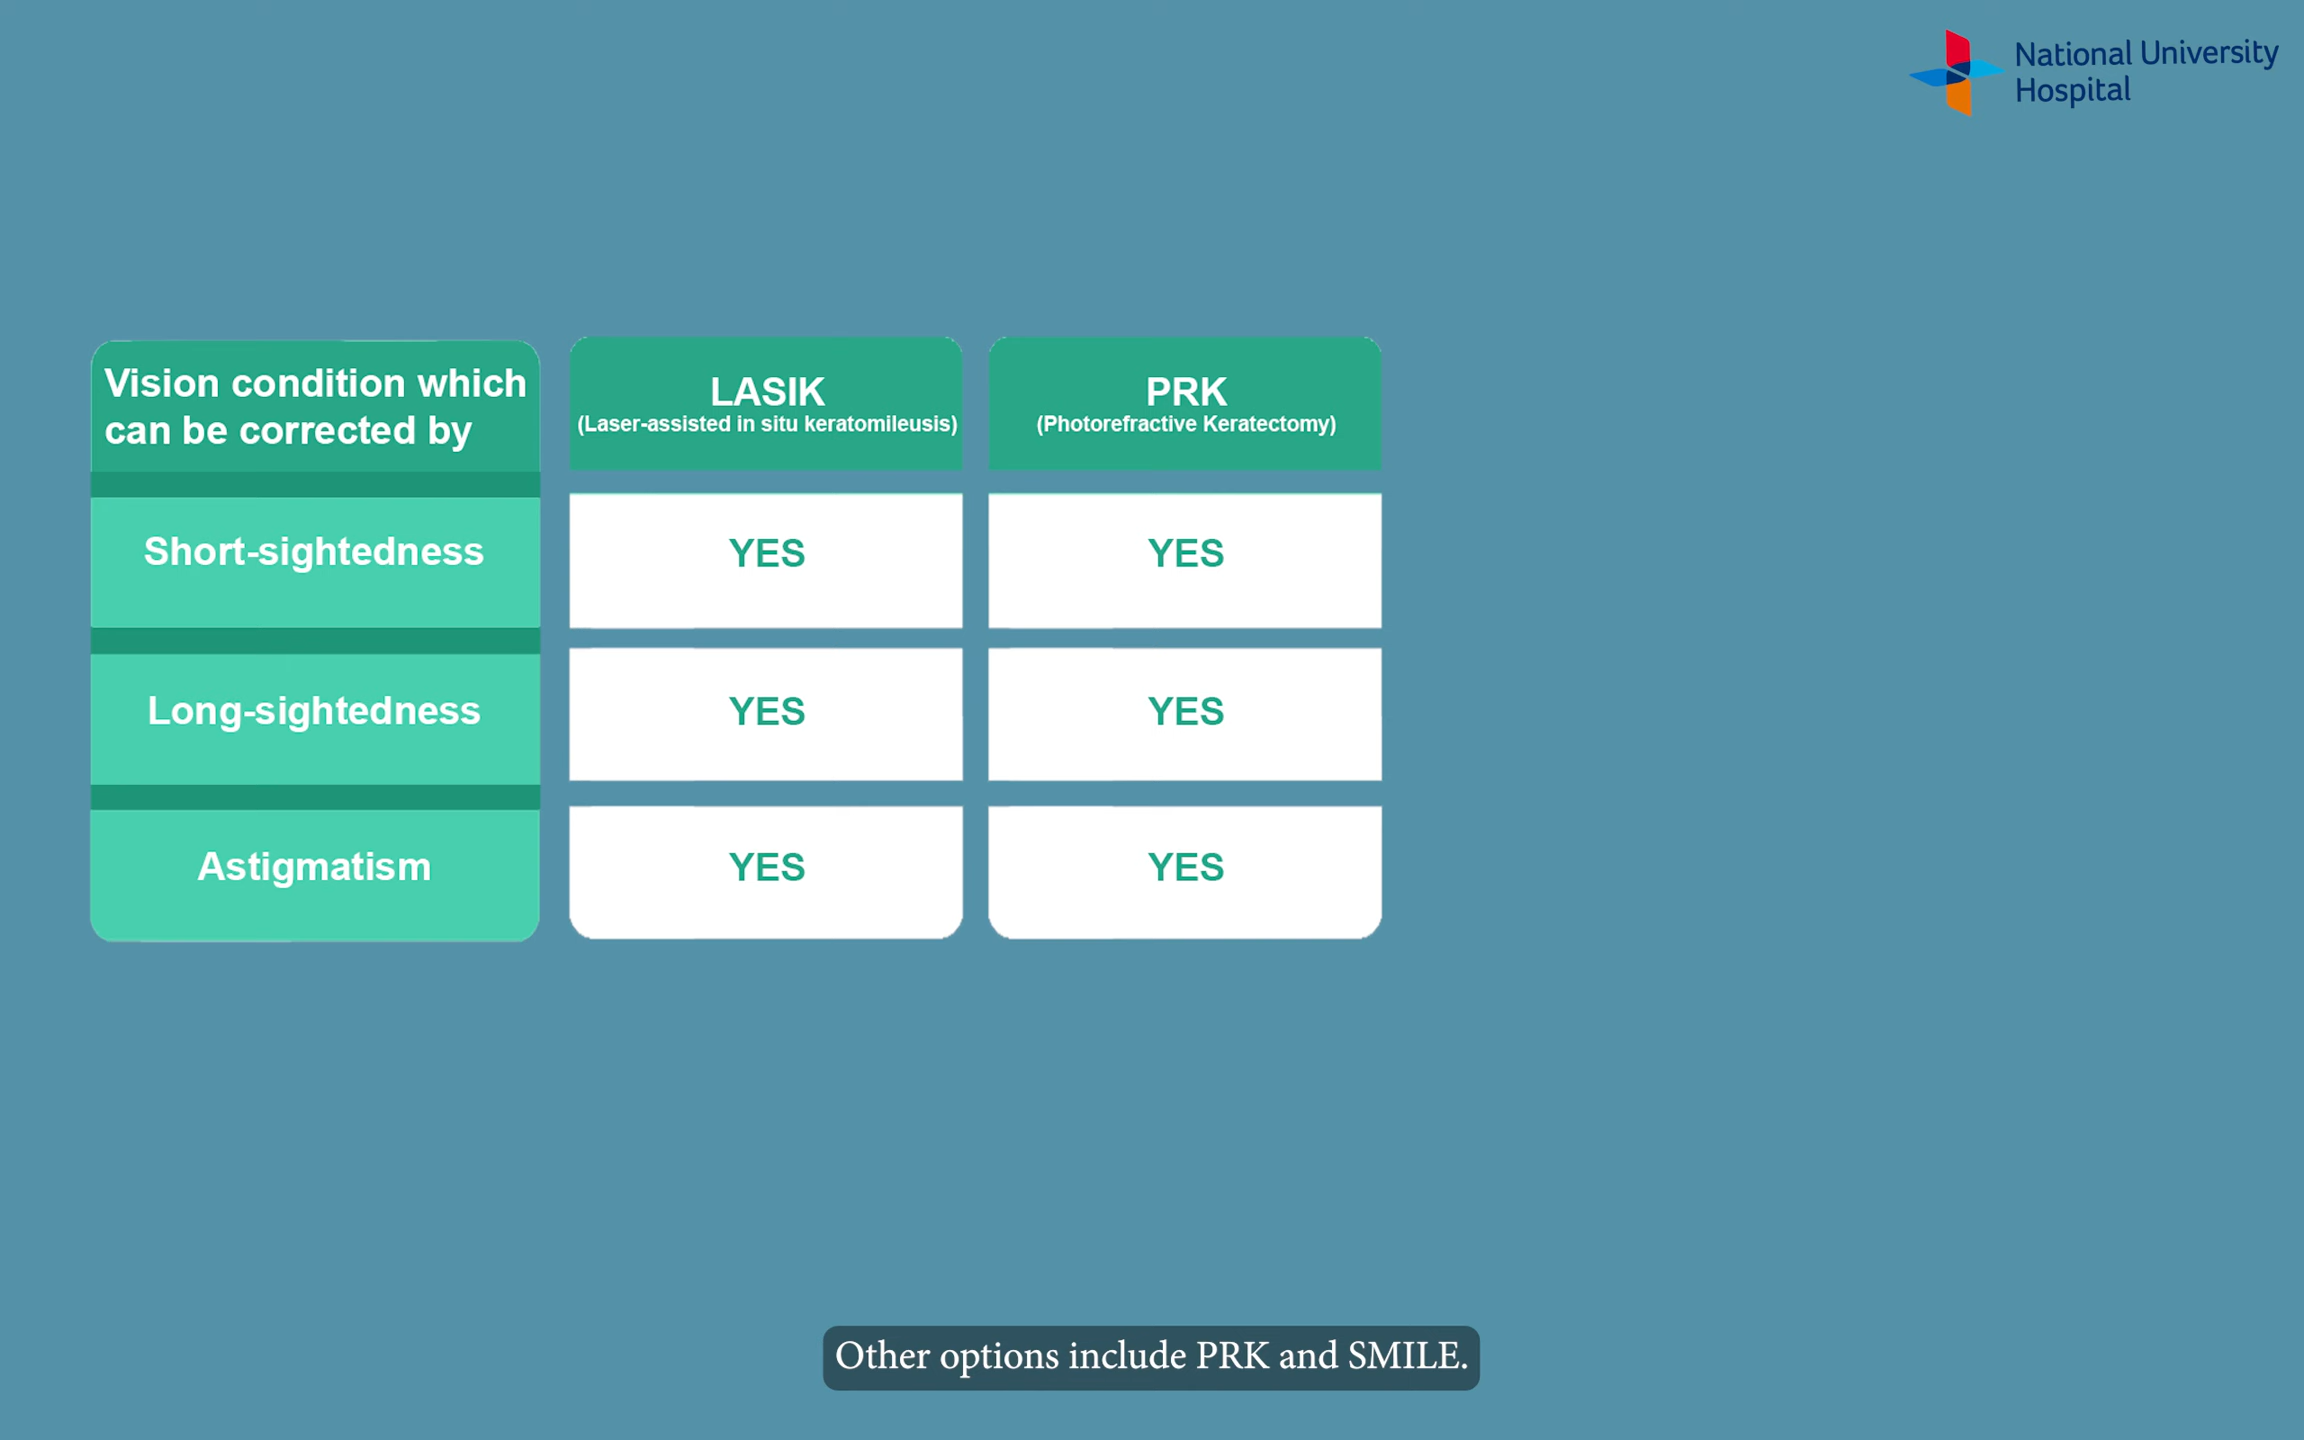 National University
Hospital
Vision condition which
can be corrected by
LASIK
(Laser-assisted in situ keratomileusis)
PRK
(Photorefractive Keratectomy)
Short-sightedness
YES
YES
Long-sightedness
YES
YES
Astigmatism
YES
YES
Other options include PRK and SMILE.